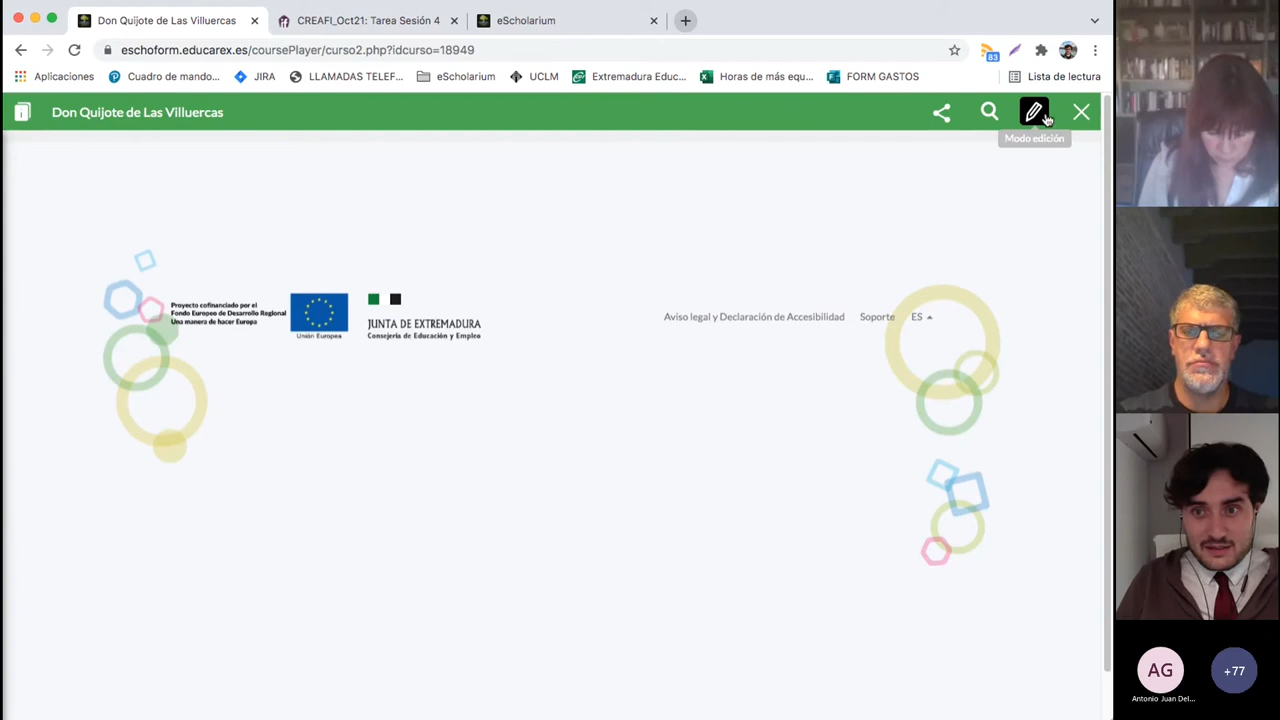 Don Quijote de Las Villuercas
CREAFI_Oct21: Tarea Sesión 4
eScholarium
eschoform.educarex.es/coursePlayer/curso2.php?idcurso=18949
83
Aplicaciones
Cuadro de mando...
JIRA
LLAMADAS TELEF...
eScholarium
UCLM
Extremadura Educ...
Horas de más equ...
FORM GASTOS
Lista de lectura
Don Quijote de Las Villuercas
Modo edición
Proyecto cofinanciado por el
Fondo Europeo de Desarrollo Regional
Una manera de hacer Europa
Unión Europea
JUNTA DE EXTREMADURA
Consejería de Educación y Empleo
Aviso legal y Declaración de Accesibilidad
Soporte
ES
AG
+77
Antonio Juan Del...